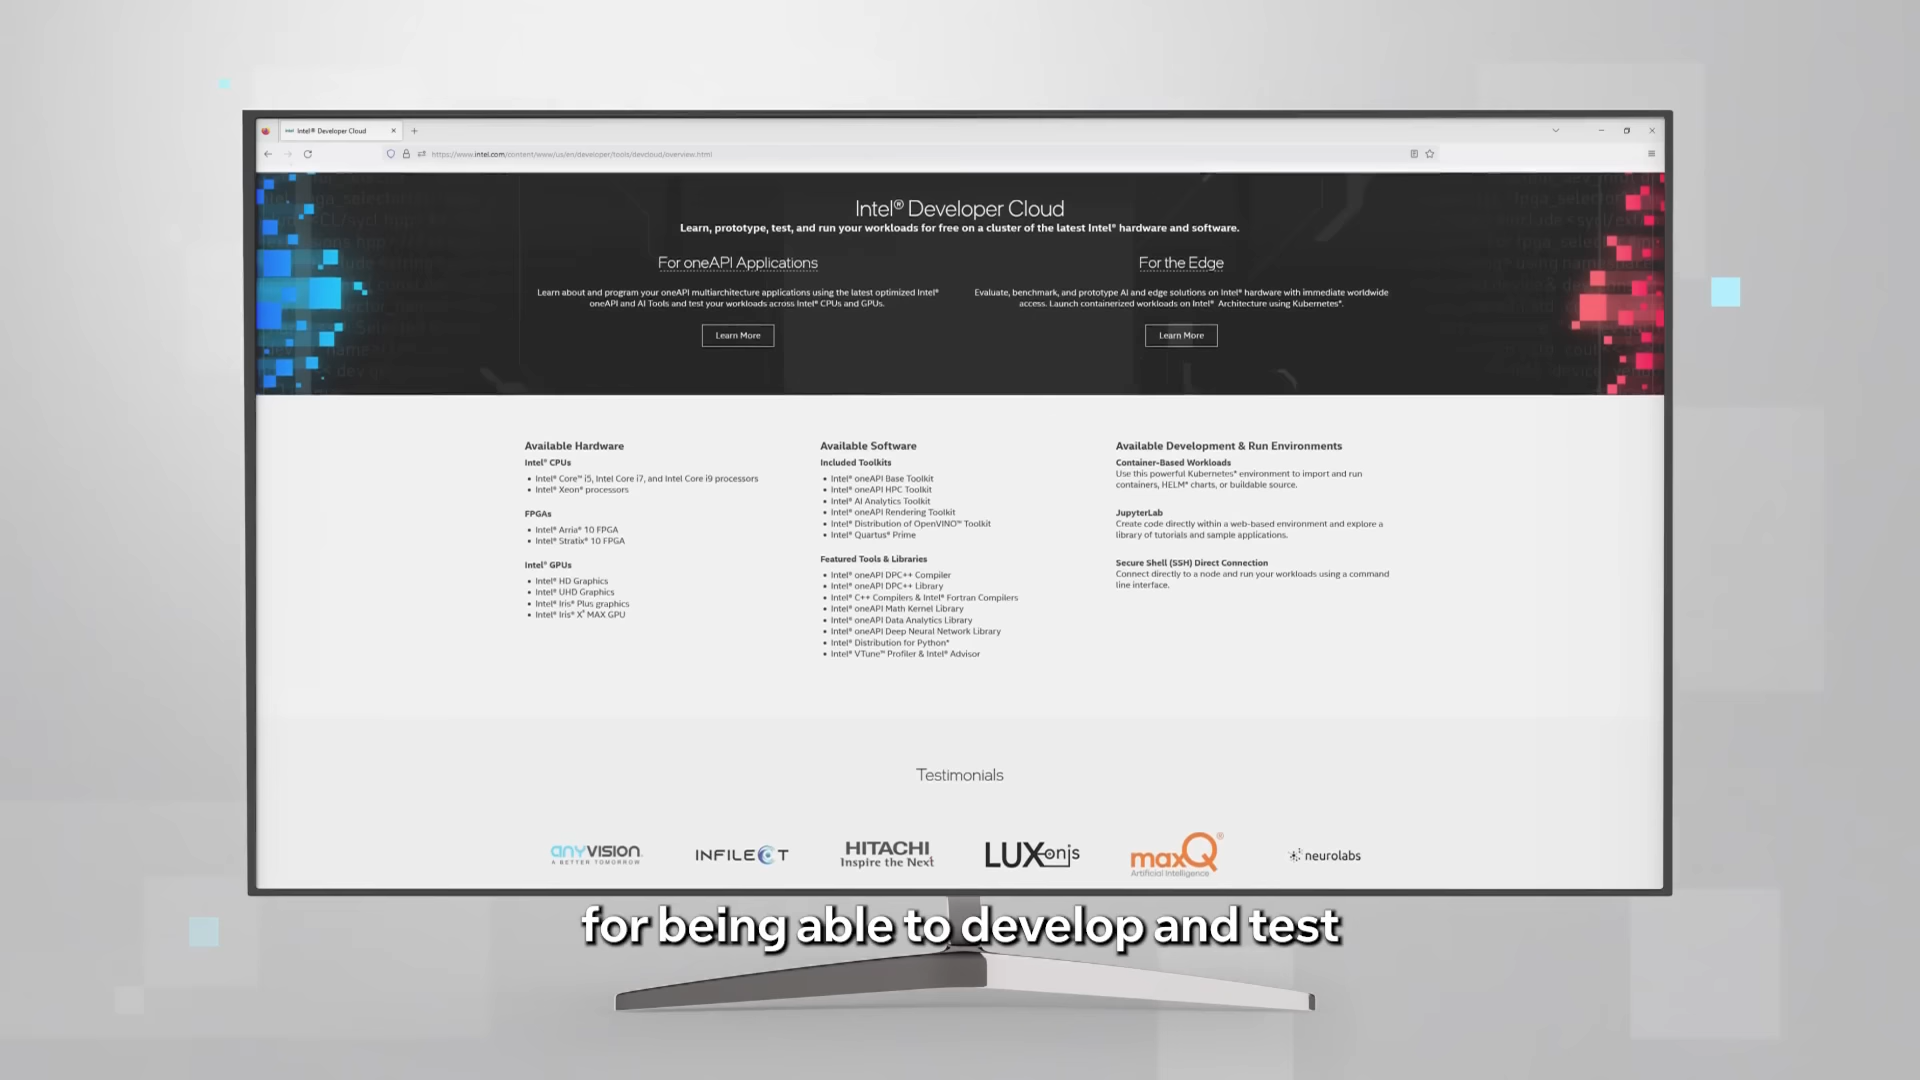 Intel® Developer Cloud
https://www.intel.com/content/www/us/en/developer/tools/devcloud/overview.html
Intel® Developer Cloud
Learn, prototype, test, and run your workloads for free on a cluster of the latest Intel® hardware and software.
For oneAPI Applications
Learn about and program your oneAPI multiarchitecture applications using the latest optimized Intel®
oneAPI and AI Tools and test your workloads across Intel® CPUs and GPUs.
Learn More
For the Edge
Evaluate, benchmark, and prototype AI and edge solutions on Intel® hardware with immediate worldwide
access. Launch containerized workloads on Intel® Architecture using Kubernetes*.
Learn More
Available Hardware
Intel® CPUs
• Intel® Core™ i5, Intel Core i7, and Intel Core i9 processors
• Intel® Xeon® processors
FPGAs
• Intel® Arria® 10 FPGA
• Intel® Stratix® 10 FPGA
Intel® GPUs
• Intel® HD Graphics
• Intel® UHD Graphics
• Intel® Iris® Plus graphics
• Intel® Iris® Xe MAX GPU
Available Software
Included Toolkits
• Intel® oneAPI Base Toolkit
• Intel® oneAPI HPC Toolkit
• Intel® AI Analytics Toolkit
• Intel® oneAPI Rendering Toolkit
• Intel® Distribution of OpenVINO™ Toolkit
• Intel® Quartus® Prime
Featured Tools & Libraries
• Intel® oneAPI DPC++ Compiler
• Intel® oneAPI DPC++ Library
• Intel® C++ Compilers & Intel® Fortran Compilers
• Intel® oneAPI Math Kernel Library
• Intel® oneAPI Data Analytics Library
• Intel® oneAPI Deep Neural Network Library
• Intel® Distribution for Python*
• Intel® VTune™ Profiler & Intel® Advisor
Available Development & Run Environments
Container-Based Workloads
Use this powerful Kubernetes* environment to import and run
containers, HELM* charts, or buildable source.
JupyterLab
Create code directly within a web-based environment and explore a
library of tutorials and sample applications.
Secure Shell (SSH) Direct Connection
Connect directly to a node and run your workloads using a command
line interface.
Testimonials
anyvision
A BETTER TOMORROW
INFILECT
HITACHI
Inspire the Next
LUXonis
maxQ®
Artificial Intelligence
neurolabs
for being able to develop and test